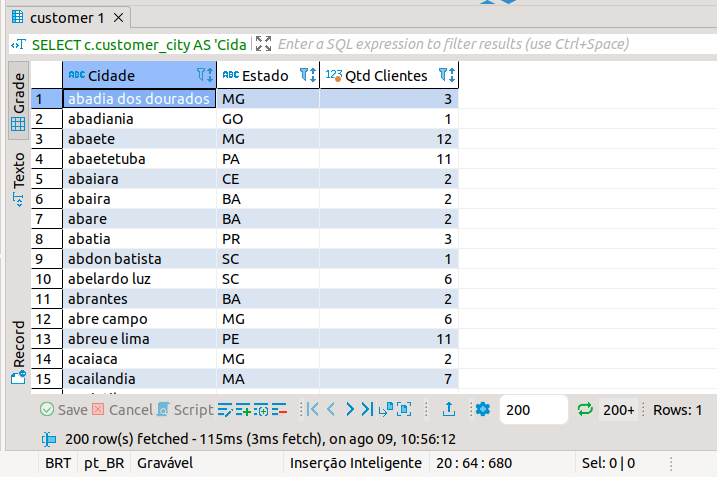 customer 1
SELECT c.customer_city AS 'Cida Enter a SQL expression to filter results (use Ctrl+Space)
Grade
Texto
Record
ABC Cidade ABC Estado 123 Qtd Clientes
1 abadia dos dourados MG 3
2 abadiania GO 1
3 abaete MG 12
4 abaetetuba PA 11
5 abaiara CE 2
6 abaira BA 2
7 abare BA 2
8 abatia PR 3
9 abdon batista SC 1
10 abelardo luz SC 6
11 abrantes BA 2
12 abre campo MG 6
13 abreu e lima PE 11
14 acaiaca MG 2
15 acailandia MA 7
Save Cancel Script 200 200+ Rows: 1
200 row(s) fetched - 115ms (3ms fetch), on ago 09, 10:56:12
BRT pt_BR Gravável Inserção Inteligente 20 : 64 : 680 Sel: 0 | 0